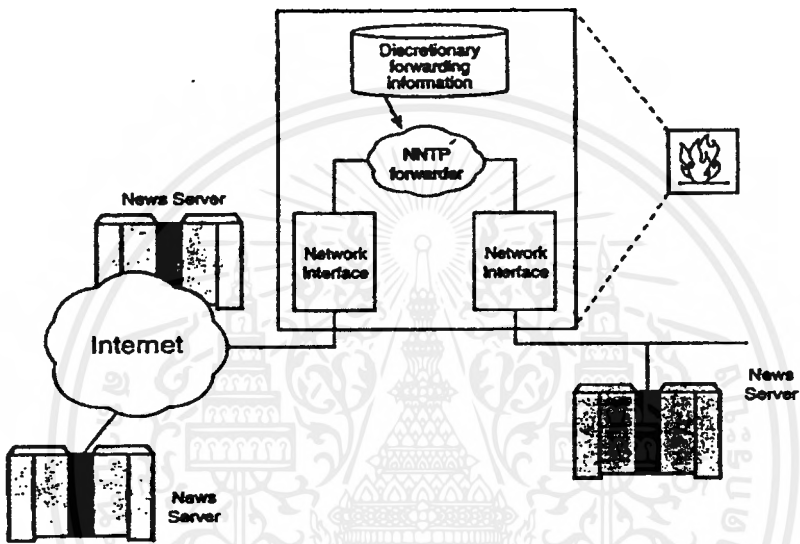 Discretionary
forwarding
information
NNTP
forwarder
News Server
Network
Interface
Network
Interface
Internet
News
Server
News
Server